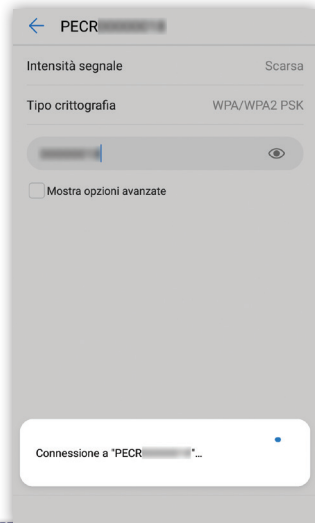 PECR
Intensità segnale Scarsa
Tipo crittografia WPA/WPA2 PSK
Mostra opzioni avanzate
Connessione a "PECR "...